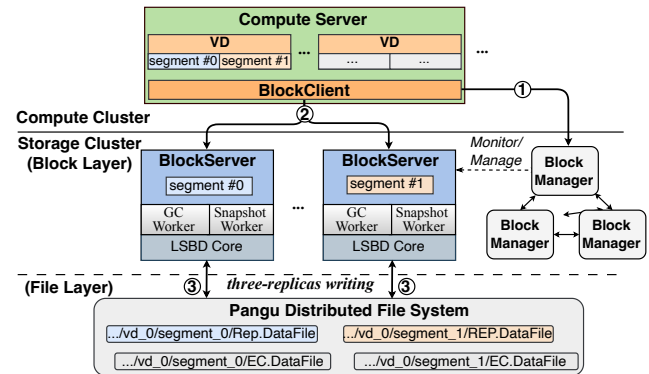 Compute Server
VD
VD
...
...
segment #0
segment #1
...
...
BlockClient
①
②
Compute Cluster
Storage Cluster
(Block Layer)
BlockServer
BlockServer
Monitor/
Manage
Block
Manager
segment #0
segment #1
...
GC
Worker
Snapshot
Worker
GC
Worker
Snapshot
Worker
Block
Manager
Block
Manager
LSBD Core
LSBD Core
(File Layer)
③
three-replicas writing
③
Pangu Distributed File System
.../vd_0/segment_0/Rep.DataFile
.../vd_0/segment_1/REP.DataFile
.../vd_0/segment_0/EC.DataFile
.../vd_0/segment_1/EC.DataFile